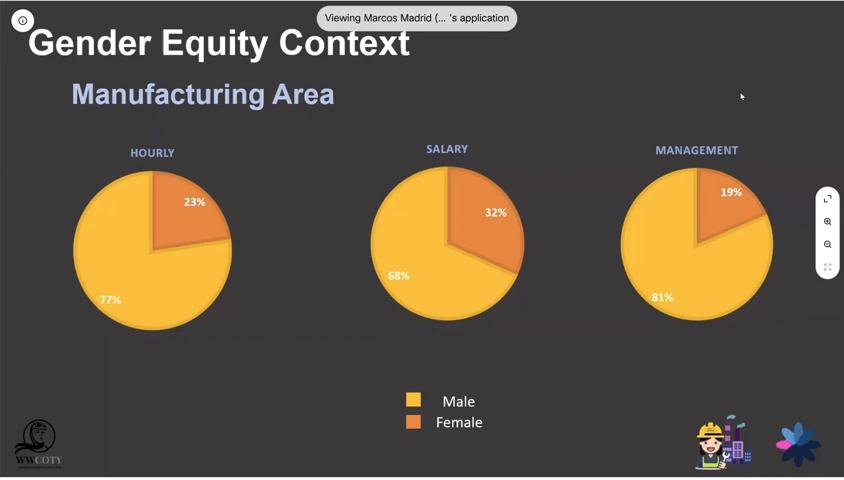 Viewing Marcos Madrid (... 's application
Gender Equity Context
Manufacturing Area
HOURLY
SALARY
MANAGEMENT
23%
77%
32%
68%
19%
81%
Male
Female
WWCOTY